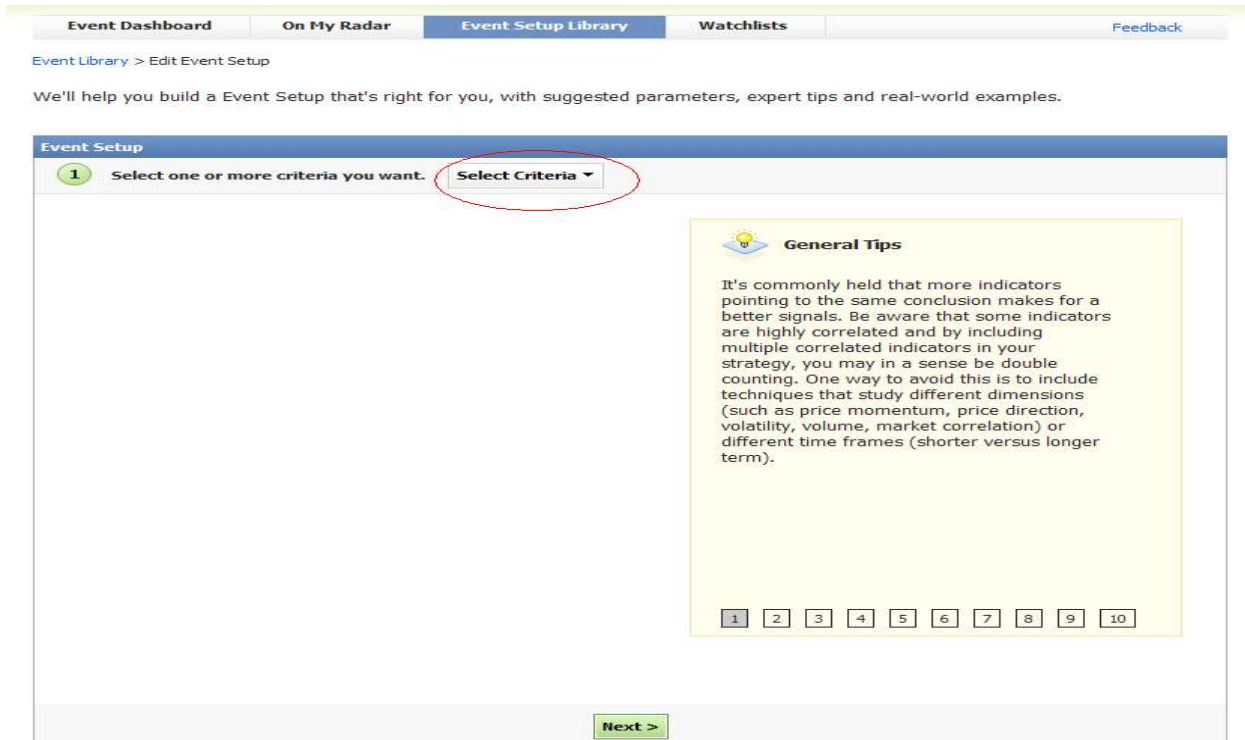 Event Dashboard On My Radar Event Setup Library Watchlists Feedback
Event Library > Edit Event Setup
We'll help you build a Event Setup that's right for you, with suggested parameters, expert tips and real-world examples.
Event Setup
1 Select one or more criteria you want. Select Criteria
General Tips
It's commonly held that more indicators
pointing to the same conclusion makes for a
better signals. Be aware that some indicators
are highly correlated and by including
multiple correlated indicators in your
strategy, you may in a sense be double
counting. One way to avoid this is to include
techniques that study different dimensions
(such as price momentum, price direction,
volatility, volume, market correlation) or
different time frames (shorter versus longer
term).
1 2 3 4 5 6 7 8 9 10
Next >